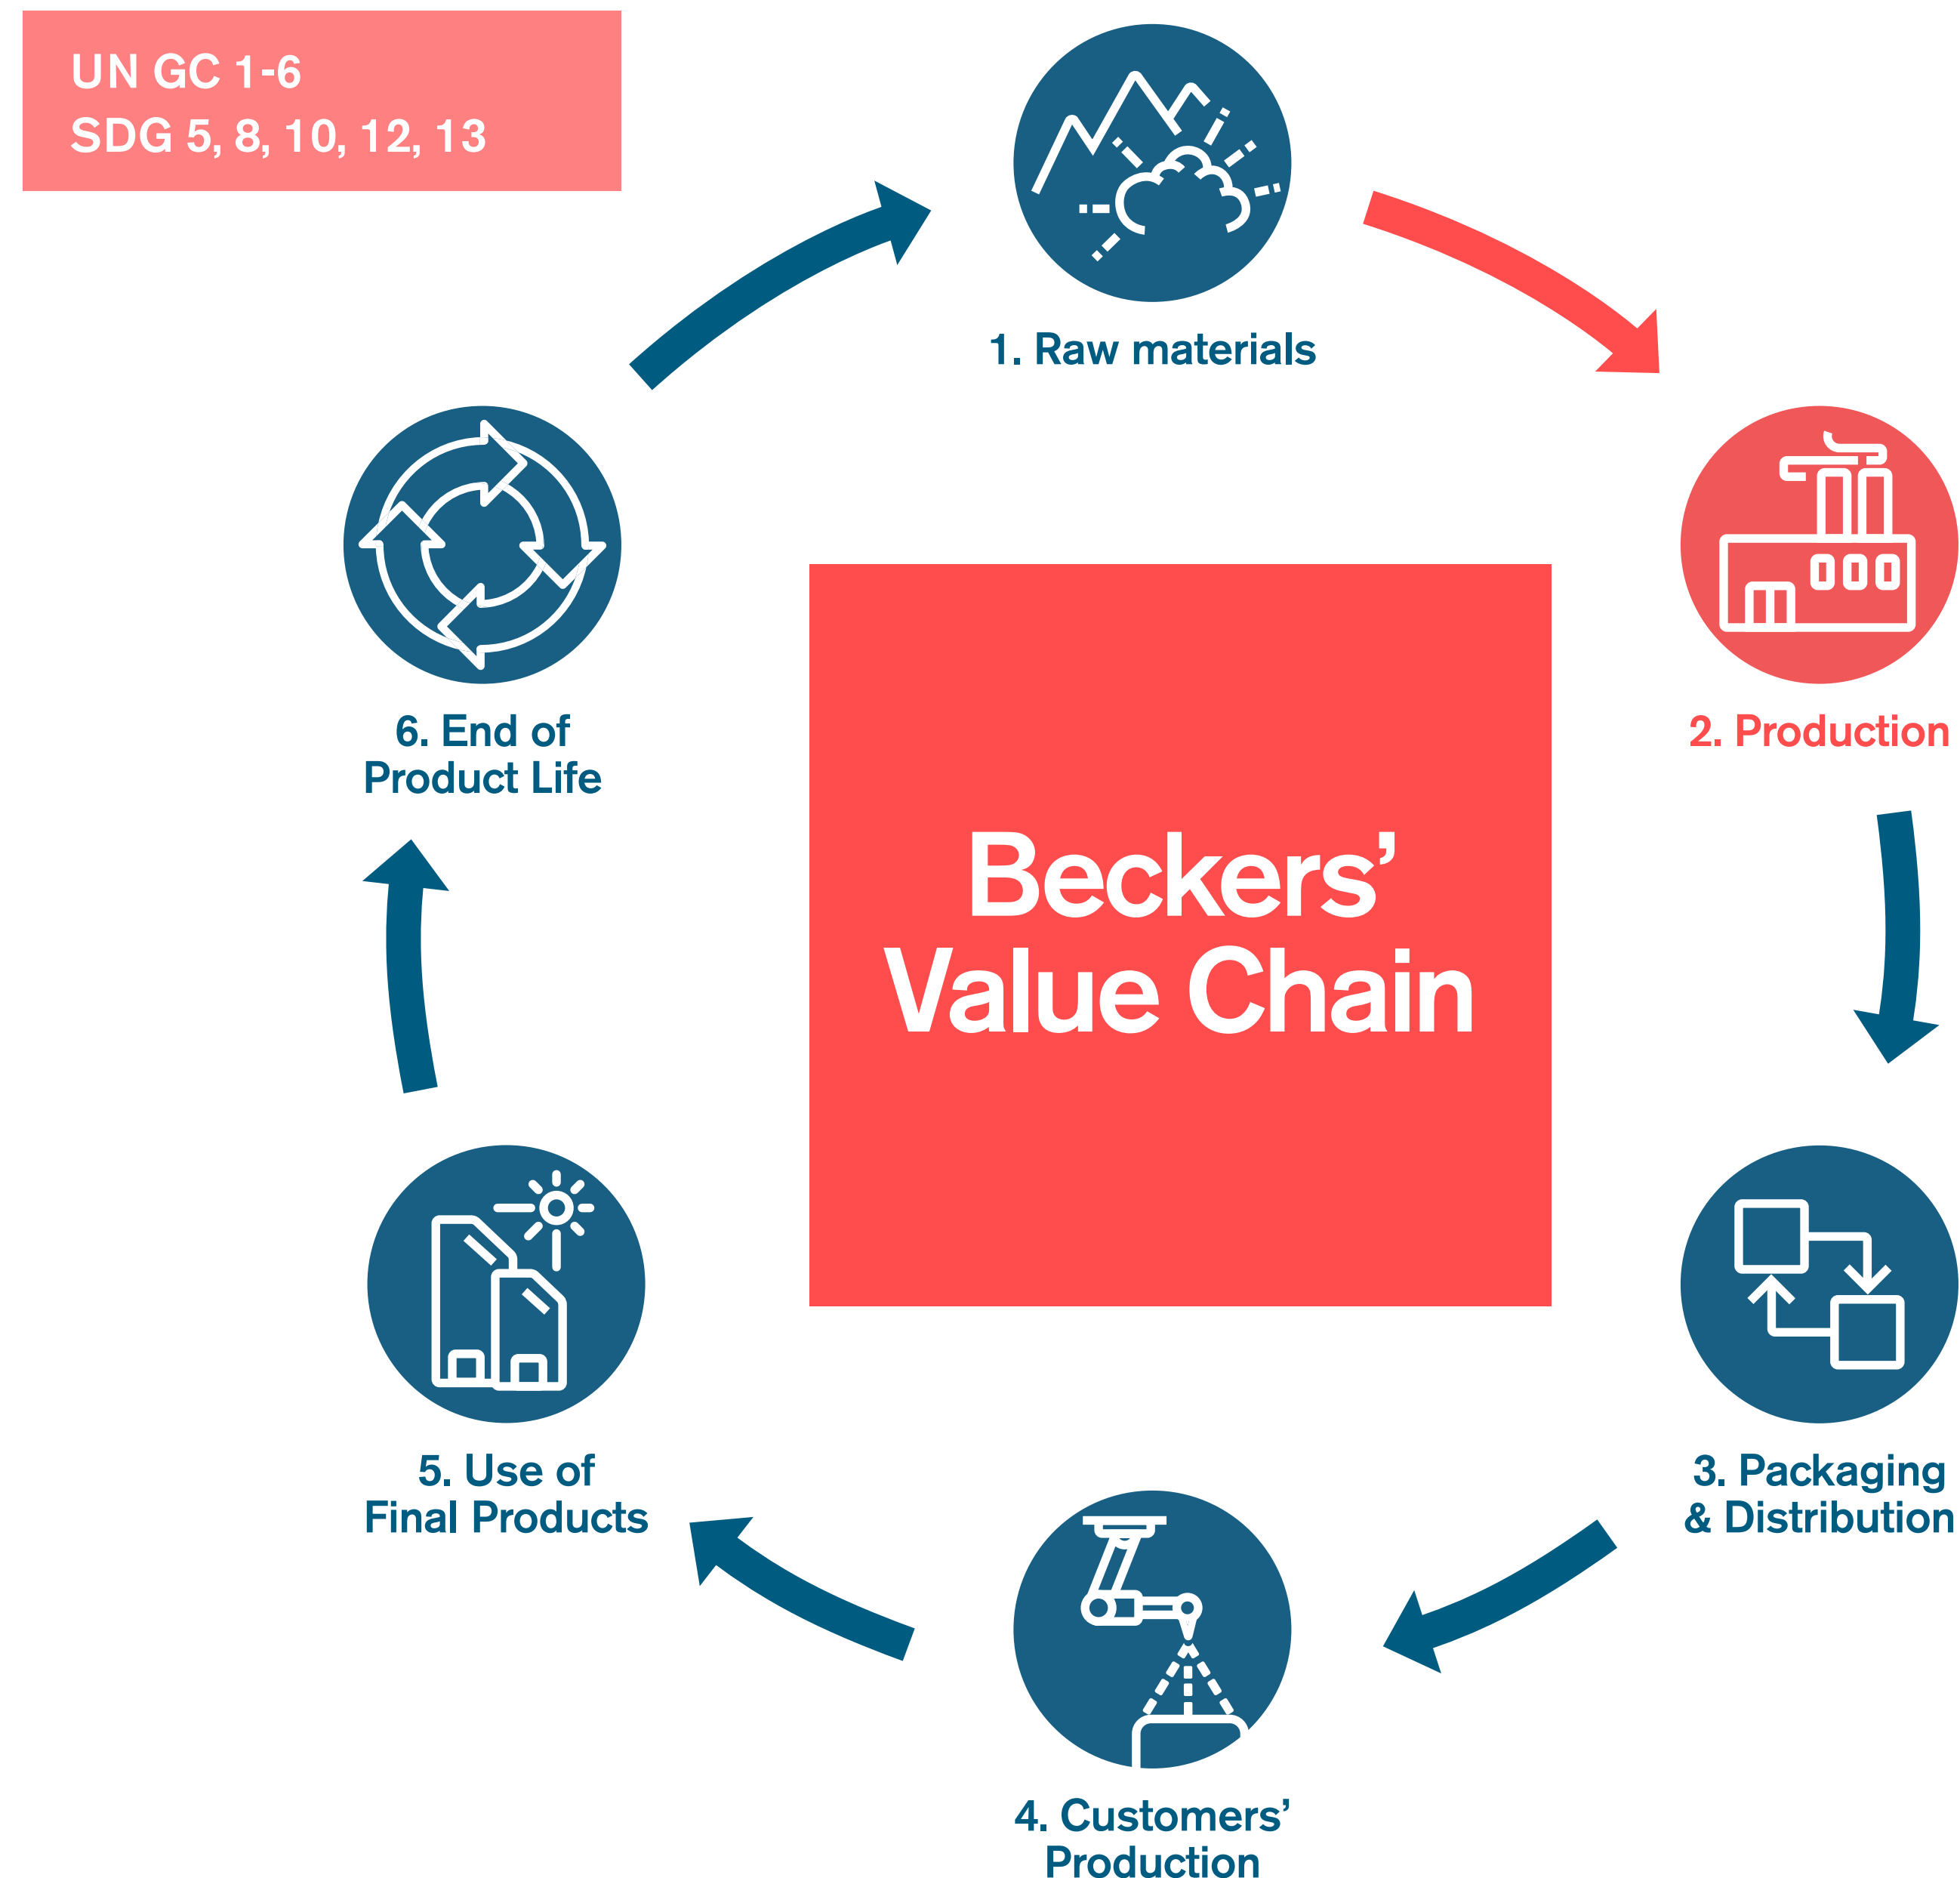 UN GC 1-6
SDG 5, 8, 10, 12, 13
1. Raw materials
2. Production
3. Packaging
& Distribution
4. Customers’
Production
5. Use of
Final Products
6. End of
Product Life
Beckers’
Value Chain